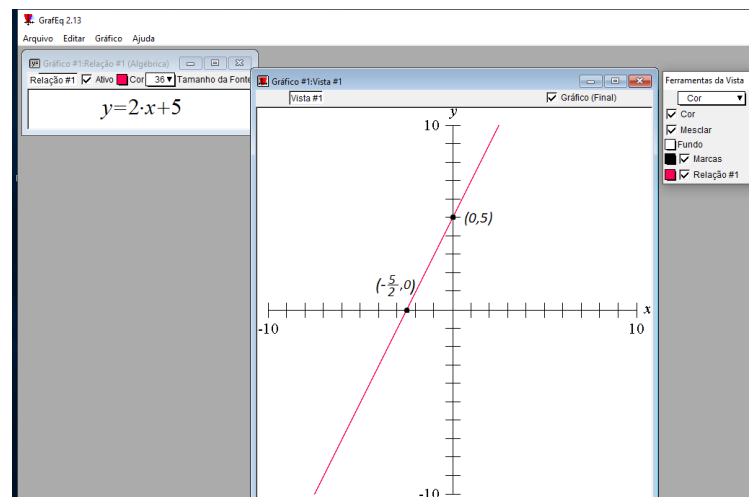 GrafEq 2.13
Arquivo Editar Gráfico Ajuda
Gráfico #1:Relação #1 (Algébrica)
Relação #1 Ativo Cor 36 Tamanho da Fonte
y=2·x+5
Gráfico #1:Vista #1
Vista #1 Gráfico (Final)
y
10
(0,5)
(-5/2,0)
x
-10 10
-10
Ferramentas da Vista
Cor
Cor
Mesclar
Fundo
Marcas
Relação #1